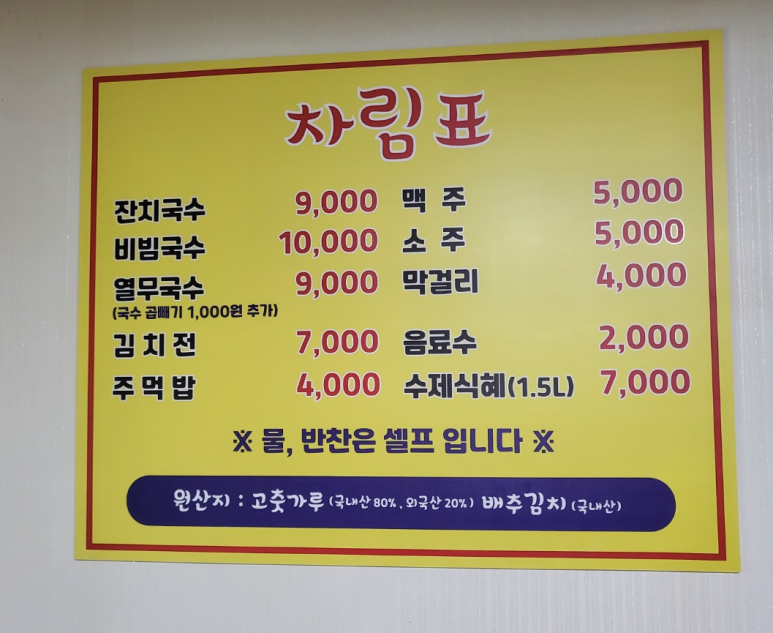 차림표
잔치국수 9,000 맥 주 5,000
비빔국수 10,000 소 주 5,000
열무국수 9,000 막걸리 4,000
(국수 곱빼기 1,000원 추가)
김 치 전 7,000 음료수 2,000
주 먹 밥 4,000 수제식혜(1.5L) 7,000
※ 물, 반찬은 셀프 입니다 ※
원산지 : 고춧가루 (국내산 80%, 외국산 20%) 배추김치 (국내산)